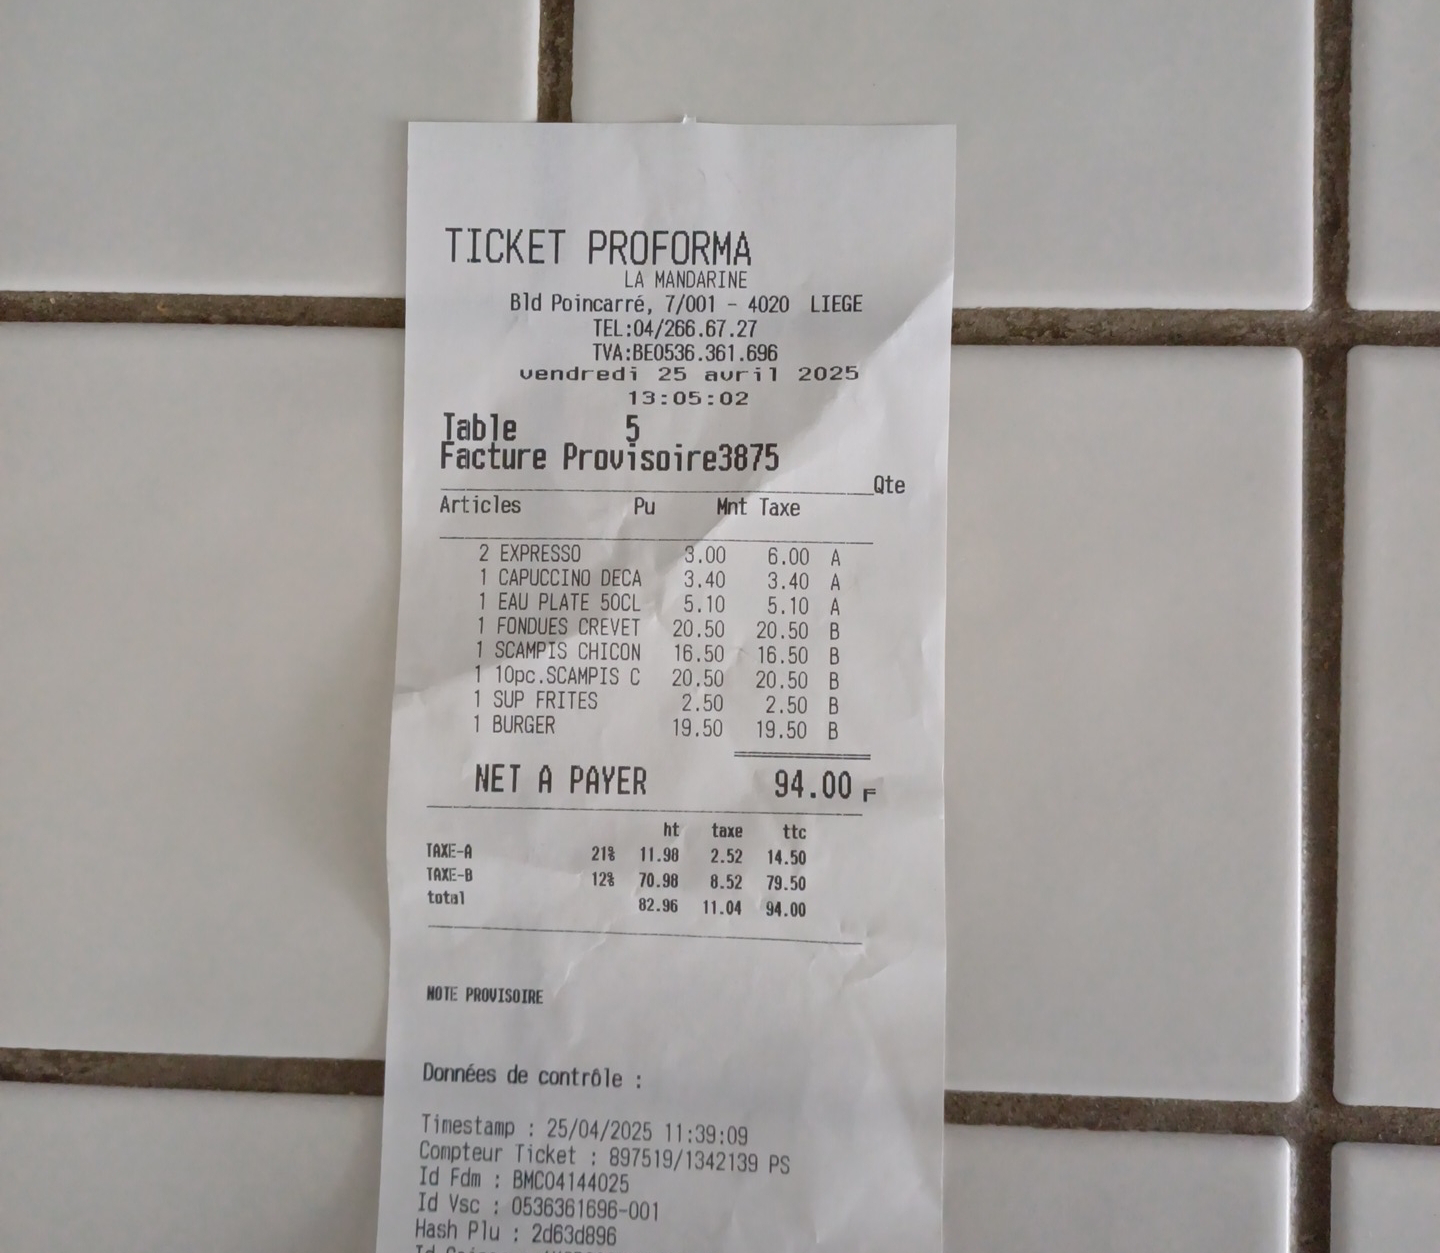 TICKET PROFORMA
LA MANDARINE
Bld Poincarré, 7/001 - 4020 LIEGE
TEL:04/266.67.27
TVA:BE0536.361.696
vendredi 25 avril 2025
13:05:02
Table 5
Facture Provisoire3875
Qte
Articles Pu Mnt Taxe
2 EXPRESSO 3.00 6.00 A
1 CAPUCCINO DECA 3.40 3.40 A
1 EAU PLATE 50CL 5.10 5.10 A
1 FONDUES CREVET 20.50 20.50 B
1 SCAMPIS CHICON 16.50 16.50 B
1 10pc.SCAMPIS C 20.50 20.50 B
1 SUP FRITES 2.50 2.50 B
1 BURGER 19.50 19.50 B
NET A PAYER 94.00 F
ht taxe ttc
TAXE-A 21% 11.98 2.52 14.50
TAXE-B 12% 70.98 8.52 79.50
total 82.96 11.04 94.00
NOTE PROVISOIRE
Données de contrôle :
Timestamp : 25/04/2025 11:39:09
Compteur Ticket : 897519/1342139 PS
Id Fdm : BMC04144025
Id Vsc : 0536361696-001
Hash Plu : 2d63d896